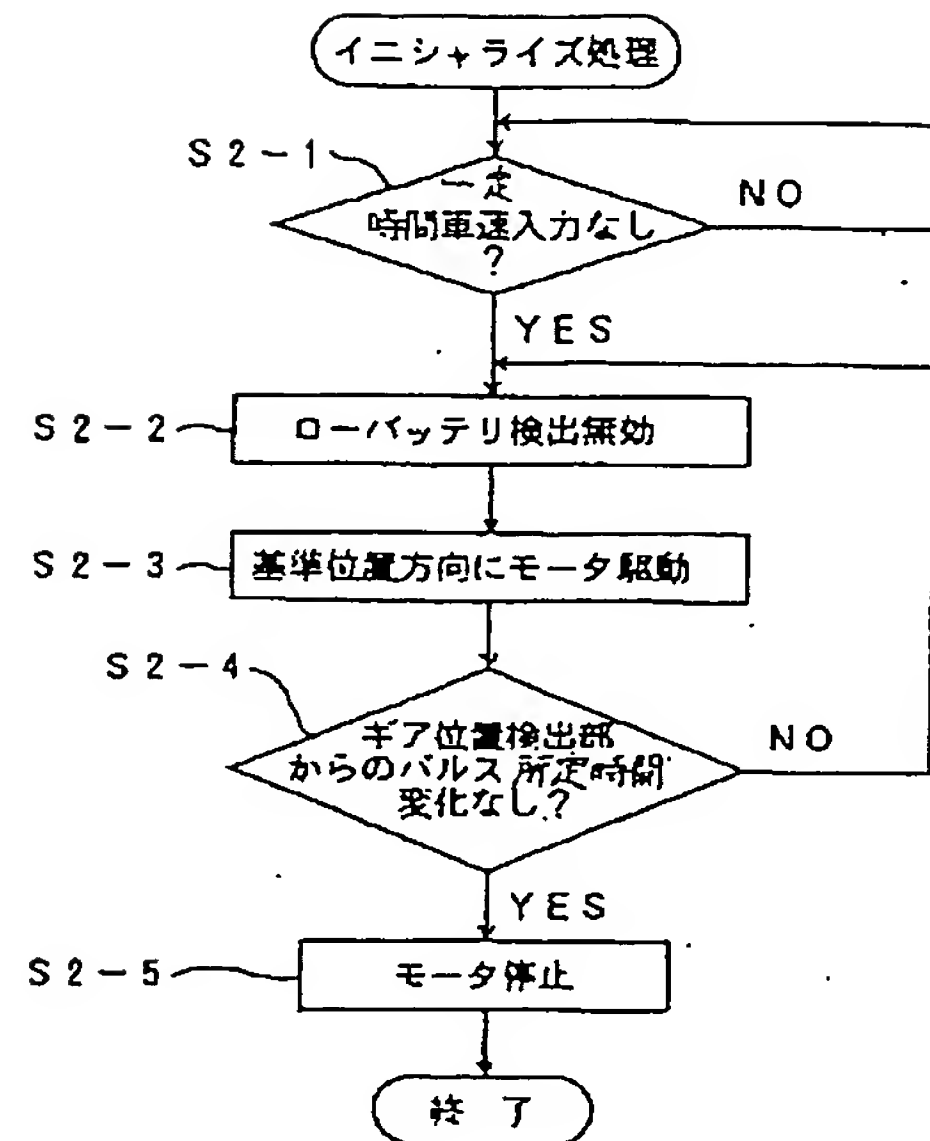 イニシャライズ処理
S2-1
一定
時間車速入力なし
?
NO
YES
S2-2
ローバッテリ検出無効
S2-3
基準位置方向にモータ駆動
S2-4
ギア位置検出部
からのパルス所定時間
変化なし?
NO
YES
S2-5
モータ停止
終了